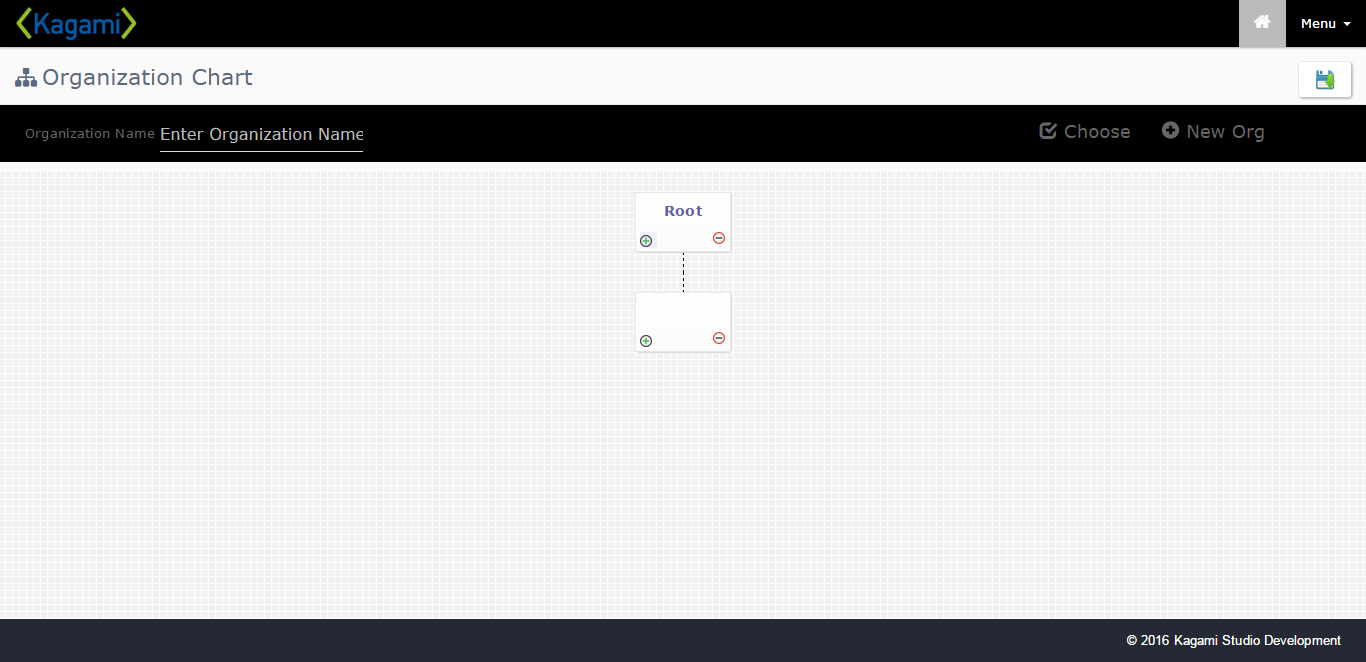 <Kagami>
Menu
Organization Chart
Organization Name Enter Organization Name
Choose
New Org
Root
© 2016 Kagami Studio Development